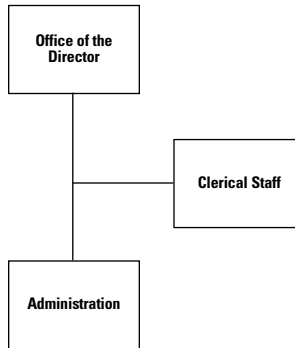 Office of the
Director
Clerical Staff
Administration